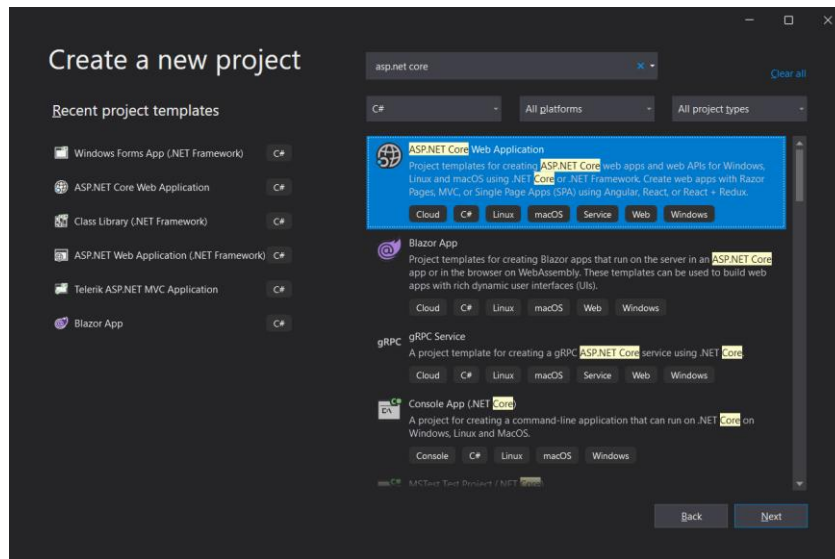 Create a new project
Recent project templates
Windows Forms App (.NET Framework) C#
ASP.NET Core Web Application C#
Class Library (.NET Framework) C#
ASP.NET Web Application (.NET Framework) C#
Telerik ASP.NET MVC Application C#
Blazor App C#
asp.net core
Clear all
C# All platforms All project types
ASP.NET Core Web Application
Project templates for creating ASP.NET Core web apps and web APIs for Windows,
Linux and macOS using .NET Core or .NET Framework. Create web apps with Razor
Pages, MVC, or Single Page Apps (SPA) using Angular, React, or React + Redux.
Cloud C# Linux macOS Service Web Windows
Blazor App
Project templates for creating Blazor apps that run on the server in an ASP.NET Core
app or in the browser on WebAssembly. These templates can be used to build web
apps with rich dynamic user interfaces (UIs).
Cloud C# Linux macOS Web Windows
gRPC
gRPC Service
A project template for creating a gRPC ASP.NET Core service using .NET Core.
Cloud C# Linux macOS Service Web Windows
Console App (.NET Core)
A project for creating a command-line application that can run on .NET Core on
Windows, Linux and MacOS.
Console C# Linux macOS Windows
MSTest Test Project (.NET Core)
Back Next